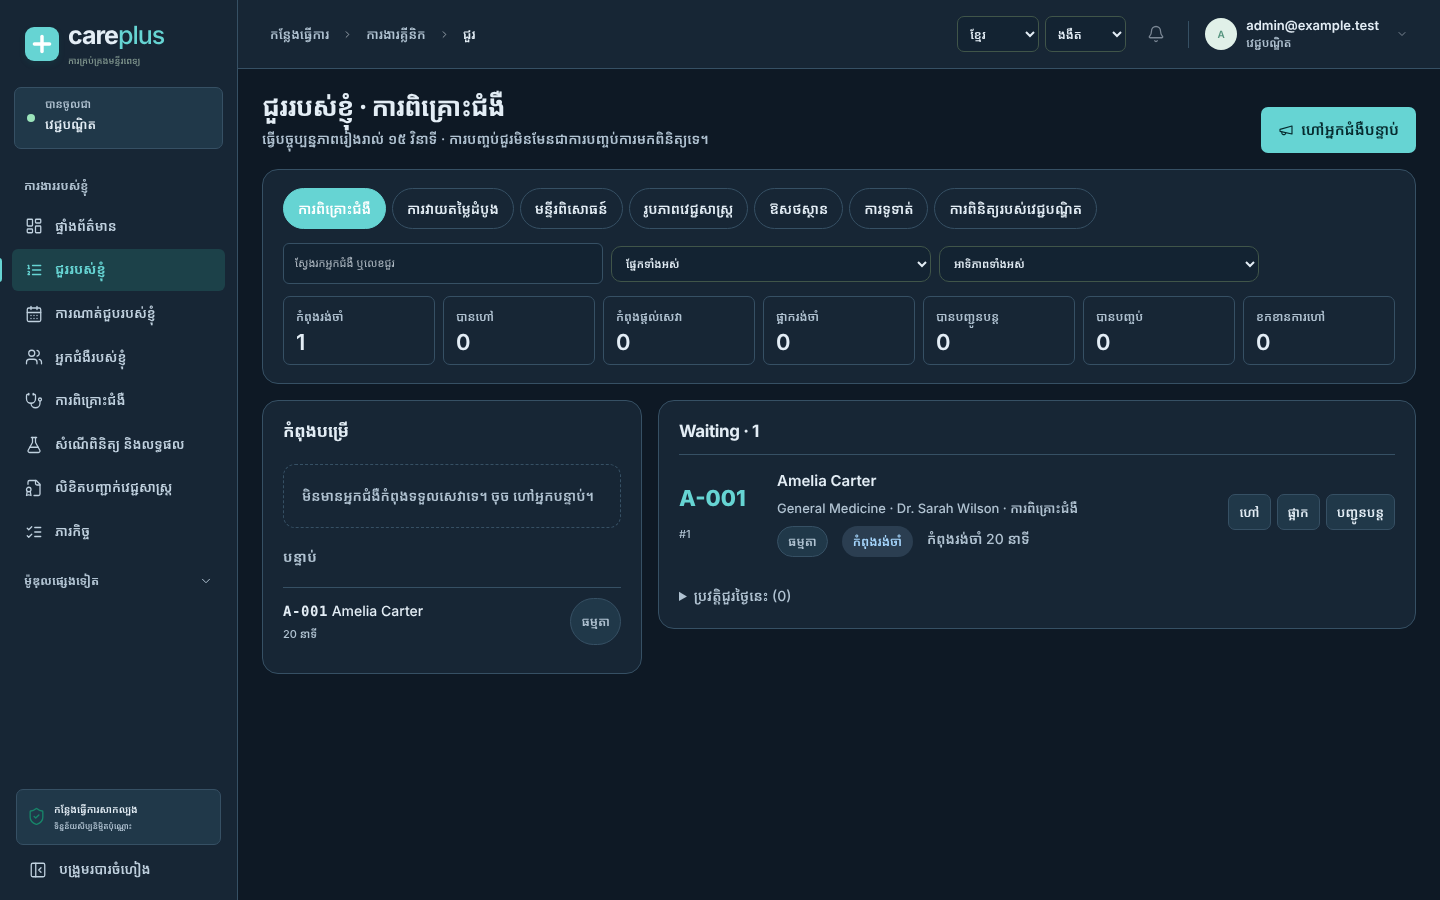 careplus
ការគ្រប់គ្រងមន្ទីរពេទ្យ
បានចូលជា
វេជ្ជបណ្ឌិត
ការងាររបស់ខ្ញុំ
ផ្ទាំងព័ត៌មាន
ជួររបស់ខ្ញុំ
ការណាត់ជួបរបស់ខ្ញុំ
អ្នកជំងឺរបស់ខ្ញុំ
ការពិគ្រោះជំងឺ
សំណើពិនិត្យ និងលទ្ធផល
លិខិតបញ្ជាក់វេជ្ជសាស្ត្រ
ភារកិច្ច
ម៉ូឌុលផ្សេងទៀត
កន្លែងធ្វើការសាកល្បង
ទិន្នន័យសិប្បនិម្មិតប៉ុណ្ណោះ
បង្រួមរបារចំហៀង
កន្លែងធ្វើការ
ការងារគ្លីនិក
ជួរ
ខ្មែរ
ងងឹត
A
admin@example.test
វេជ្ជបណ្ឌិត
ជួររបស់ខ្ញុំ · ការពិគ្រោះជំងឺ
ធ្វើបច្ចុប្បន្នភាពរៀងរាល់ ១៥ វិនាទី · ការបញ្ចប់ជួរមិនមែនជាការបញ្ចប់ការមកពិនិត្យទេ។
ហៅអ្នកជំងឺបន្ទាប់
ការពិគ្រោះជំងឺ
ការវាយតម្លៃដំបូង
មន្ទីរពិសោធន៍
រូបភាពវេជ្ជសាស្ត្រ
ឱសថស្ថាន
ការទូទាត់
ការពិនិត្យរបស់វេជ្ជបណ្ឌិត
ស្វែងរកអ្នកជំងឺ ឬលេខជួរ
ផ្នែកទាំងអស់
អាទិភាពទាំងអស់
កំពុងរង់ចាំ
1
បានហៅ
0
កំពុងផ្តល់សេវា
0
ផ្អាករង់ចាំ
0
បានបញ្ជូនបន្ត
0
បានបញ្ចប់
0
ខកខានការហៅ
0
កំពុងបម្រើ
មិនមានអ្នកជំងឺកំពុងទទួលសេវាទេ។ ចុច ហៅអ្នកបន្ទាប់។
បន្ទាប់
A-001 Amelia Carter
20 នាទី
ធម្មតា
Waiting · 1
A-001
#1
Amelia Carter
General Medicine · Dr. Sarah Wilson · ការពិគ្រោះជំងឺ
ធម្មតា
កំពុងរង់ចាំ
កំពុងរង់ចាំ 20 នាទី
ហៅ
ផ្អាក
បញ្ជូនបន្ត
ប្រវត្តិជួរថ្ងៃនេះ (0)